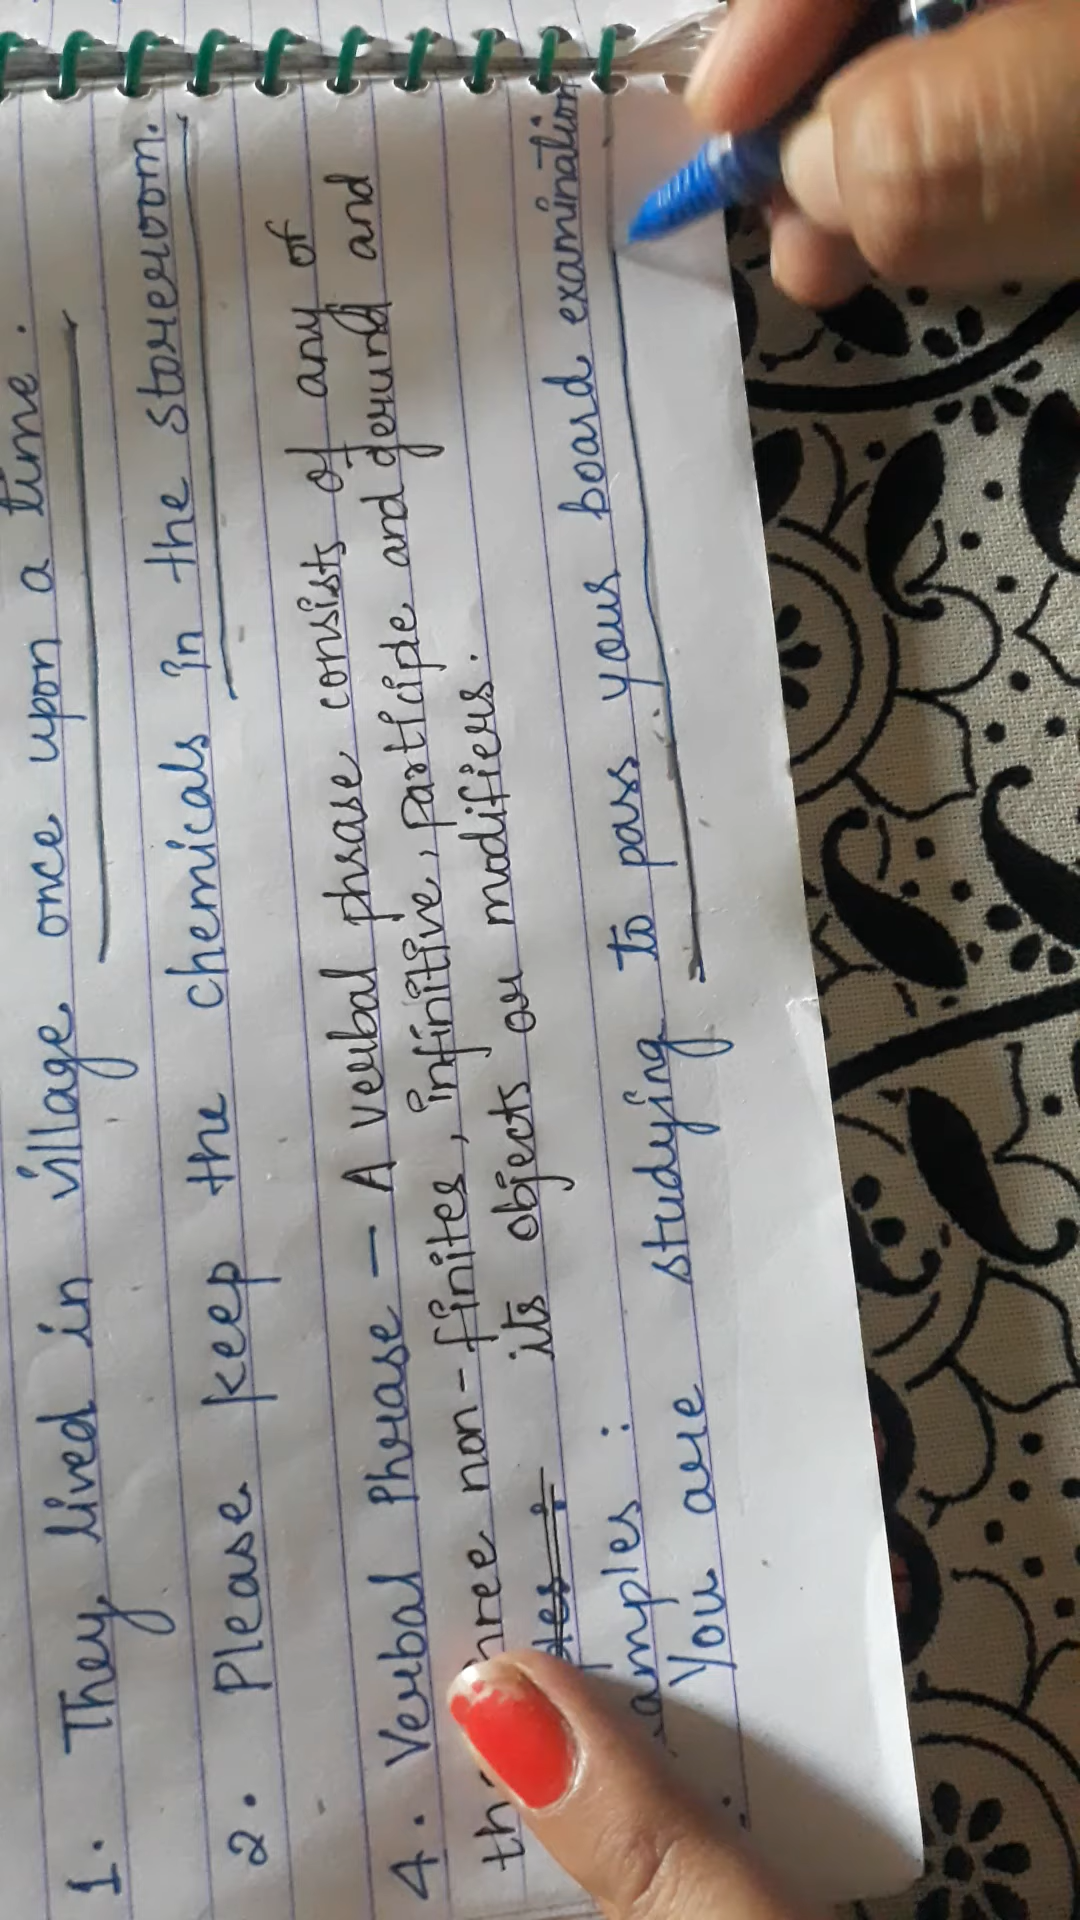 1. They lived in village once upon a time.
2. Please keep the chemicals in the storeroom.
4. Verbal Phrase – A verbal phrase consists of any of
three non-finites, infinitive, participle and gerund and
its objects or modifiers.
amples :
You are studying to pass your board examination